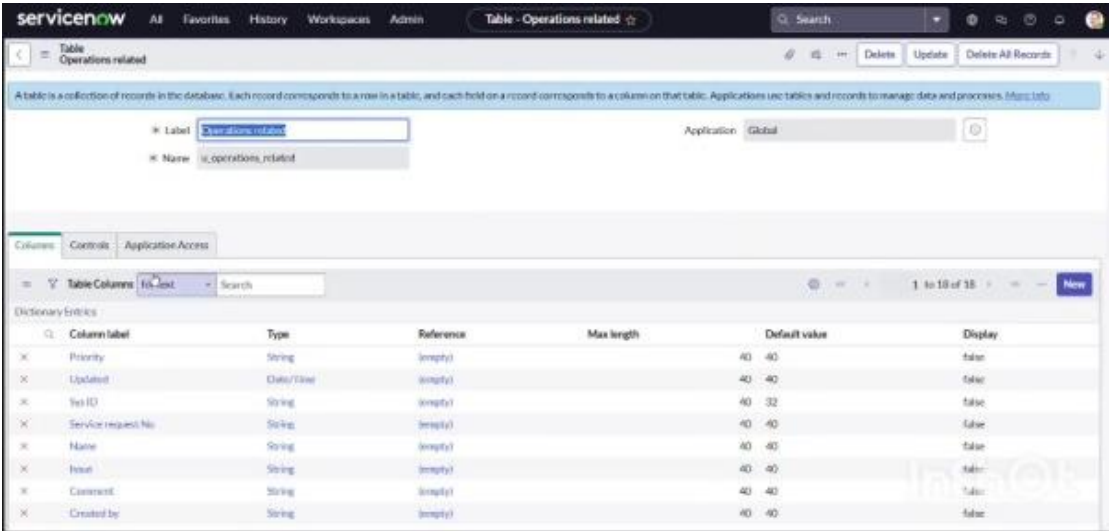 servicenow All Favorites History Workspaces Admin Table - Operations related Search
Table
Operations related
Delete Update Delete All Records
A table is a collection of records in the database. Each record corresponds to a row in a table, and each field on a record corresponds to a column on that table. Applications use tables and records to manage data and processes. More Info
Label Operations related Application Global
Name u_operations_related
Columns Controls Application Access
Table Columns for text Search 1 to 18 of 18 New
Dictionary Entries
Column label Type Reference Max length Default value Display
Priority String (empty) 40 40 false
Updated Date/Time (empty) 40 40 false
Sys ID String (empty) 40 32 false
Service request No String (empty) 40 40 false
Name String (empty) 40 40 false
Issue String (empty) 40 40 false
Comment String (empty) 40 40 false
Created by String (empty) 40 40 false